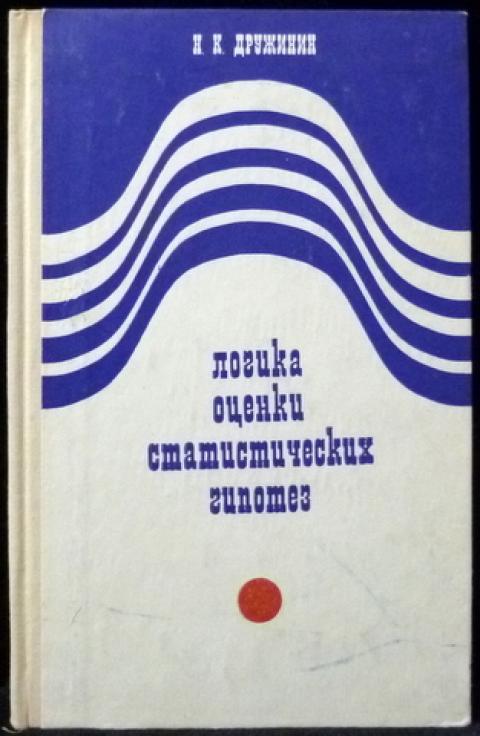 Н. К. ДРУЖИНИН
логика
оценки
статистических
гипотез